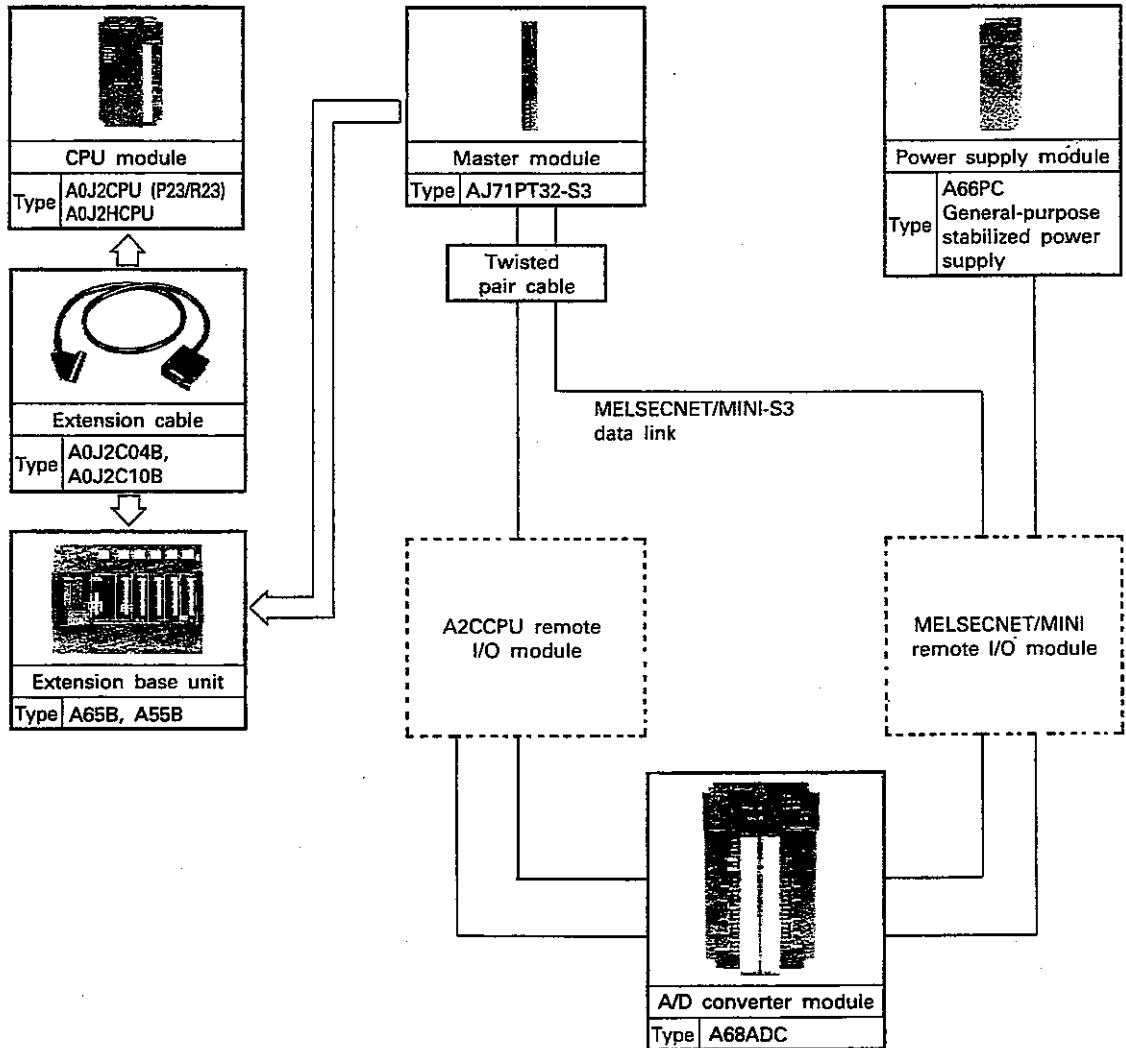 CPU module
Type A0J2CPU (P23/R23)
A0J2HCPU
Extension cable
Type A0J2C04B,
A0J2C10B
Extension base unit
Type A65B, A55B
Master module
Type AJ71PT32-S3
Twisted
pair cable
Power supply module
Type A66PC
General-purpose
stabilized power
supply
MELSECNET/MINI-S3
data link
A2CCPU remote
I/O module
MELSECNET/MINI
remote I/O module
A/D converter module
Type A68ADC